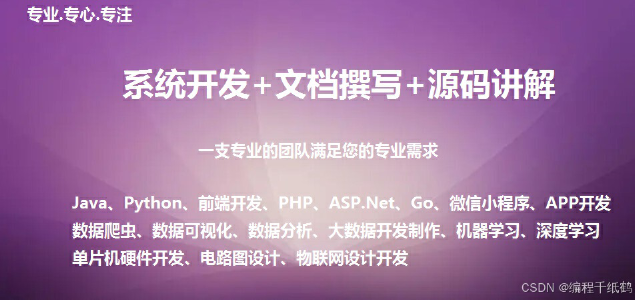 专业.专心.专注
系统开发+文档撰写+源码讲解
一支专业的团队满足您的专业需求
Java、Python、前端开发、PHP、ASP.Net、Go、微信小程序、APP开发
数据爬虫、数据可视化、数据分析、大数据开发制作、机器学习、深度学习
单片机硬件开发、电路图设计、物联网设计开发
CSDN @编程千纸鹤